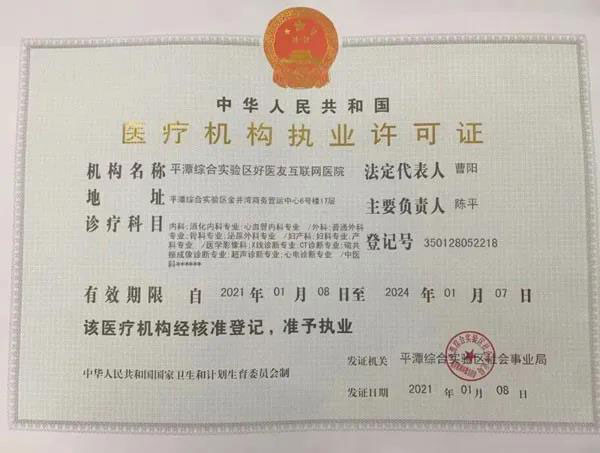 中华人民共和国
医疗机构执业许可证
机构名称 平潭综合实验区好医友互联网医院 法定代表人 曹阳
地址 平潭综合实验区金井湾商务营运中心6号楼17层 主要负责人 陈平
诊疗科目 内科;消化内科专业;心血管内科专业 /外科;普通外科
专业;骨科专业;泌尿外科专业 /妇产科;妇科专业;产
科专业 /医学影像科;X线诊断专业;CT诊断专业;磁共
振成像诊断专业;超声诊断专业;心电诊断专业 /中医
科******
登记号 350128052218
有效期限 自 2021 年 01 月 08 日至 2024 年 01 月 07 日
该医疗机构经核准登记，准予执业
发证机关 平潭综合实验区社会事业局
中华人民共和国国家卫生和计划生育委员会制
发证日期 2021 年 01 月 08 日